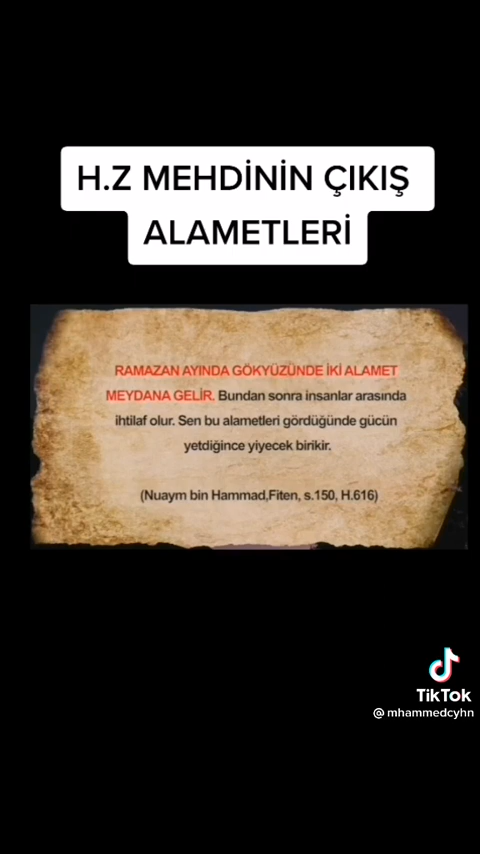 H.Z MEHDİNİN ÇIKIŞ
ALAMETLERİ
RAMAZAN AYINDA GÖKYÜZÜNDE İKİ ALAMET
MEYDANA GELİR. Bundan sonra insanlar arasında
ihtilaf olur. Sen bu alametleri gördüğünde gücün
yetdiğince yiyecek birikir.
(Nuaym bin Hammad,Fiten, s.150, H.616)
TikTok
@ mhammedcyhn